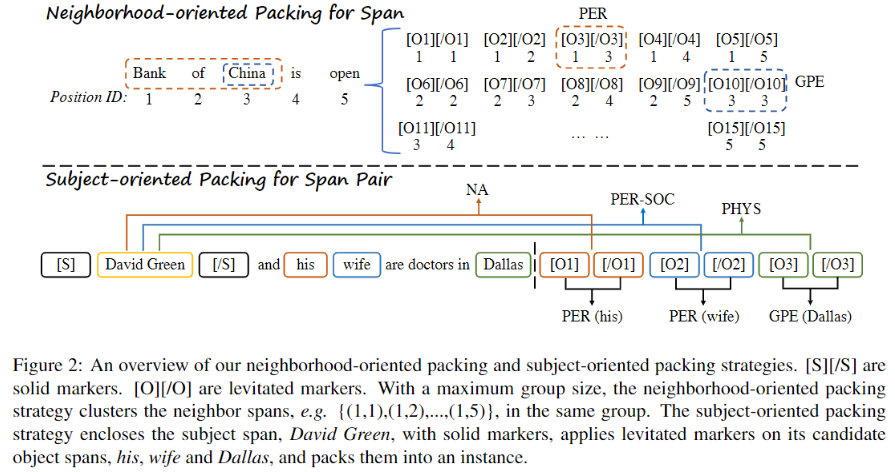 Neighborhood-oriented Packing for Span
PER
[O1][/O1] [O2][/O2] [O3][/O3] [O4][/O4] [O5][/O5]
1 1 1 2 1 3 1 4 1 5
Bank of China is open
Position ID: 1 2 3 4 5
[O6][/O6] [O7][/O7] [O8][/O8] [O9][/O9] [O10][/O10] GPE
2 2 2 3 2 4 2 5 3 3
[O11][/O11] ... ... [O15][/O15]
3 4 5 5
Subject-oriented Packing for Span Pair
NA
PER-SOC
PHYS
[S] David Green [/S] and his wife are doctors in Dallas [O1] [/O1] [O2] [/O2] [O3] [/O3]
PER (his) PER (wife) GPE (Dallas)
Figure 2: An overview of our neighborhood-oriented packing and subject-oriented packing strategies. [S][/S] are
solid markers. [O][/O] are levitated markers. With a maximum group size, the neighborhood-oriented packing
strategy clusters the neighbor spans, e.g. {(1,1),(1,2),...,(1,5)}, in the same group. The subject-oriented packing
strategy encloses the subject span, David Green, with solid markers, applies levitated markers on its candidate
object spans, his, wife and Dallas, and packs them into an instance.